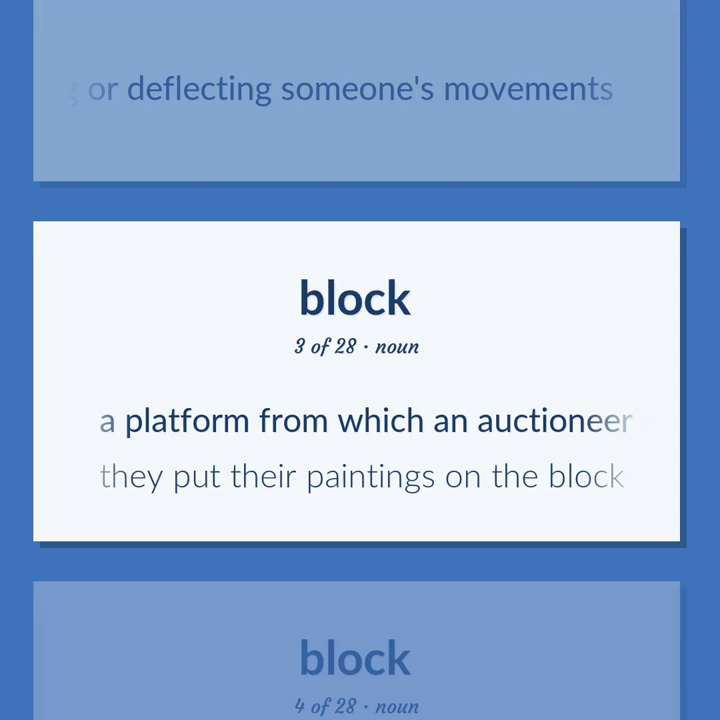 or deflecting someone's movements
block
3 of 28 · noun
a platform from which an auctioneer
they put their paintings on the block
block
4 of 28 · noun